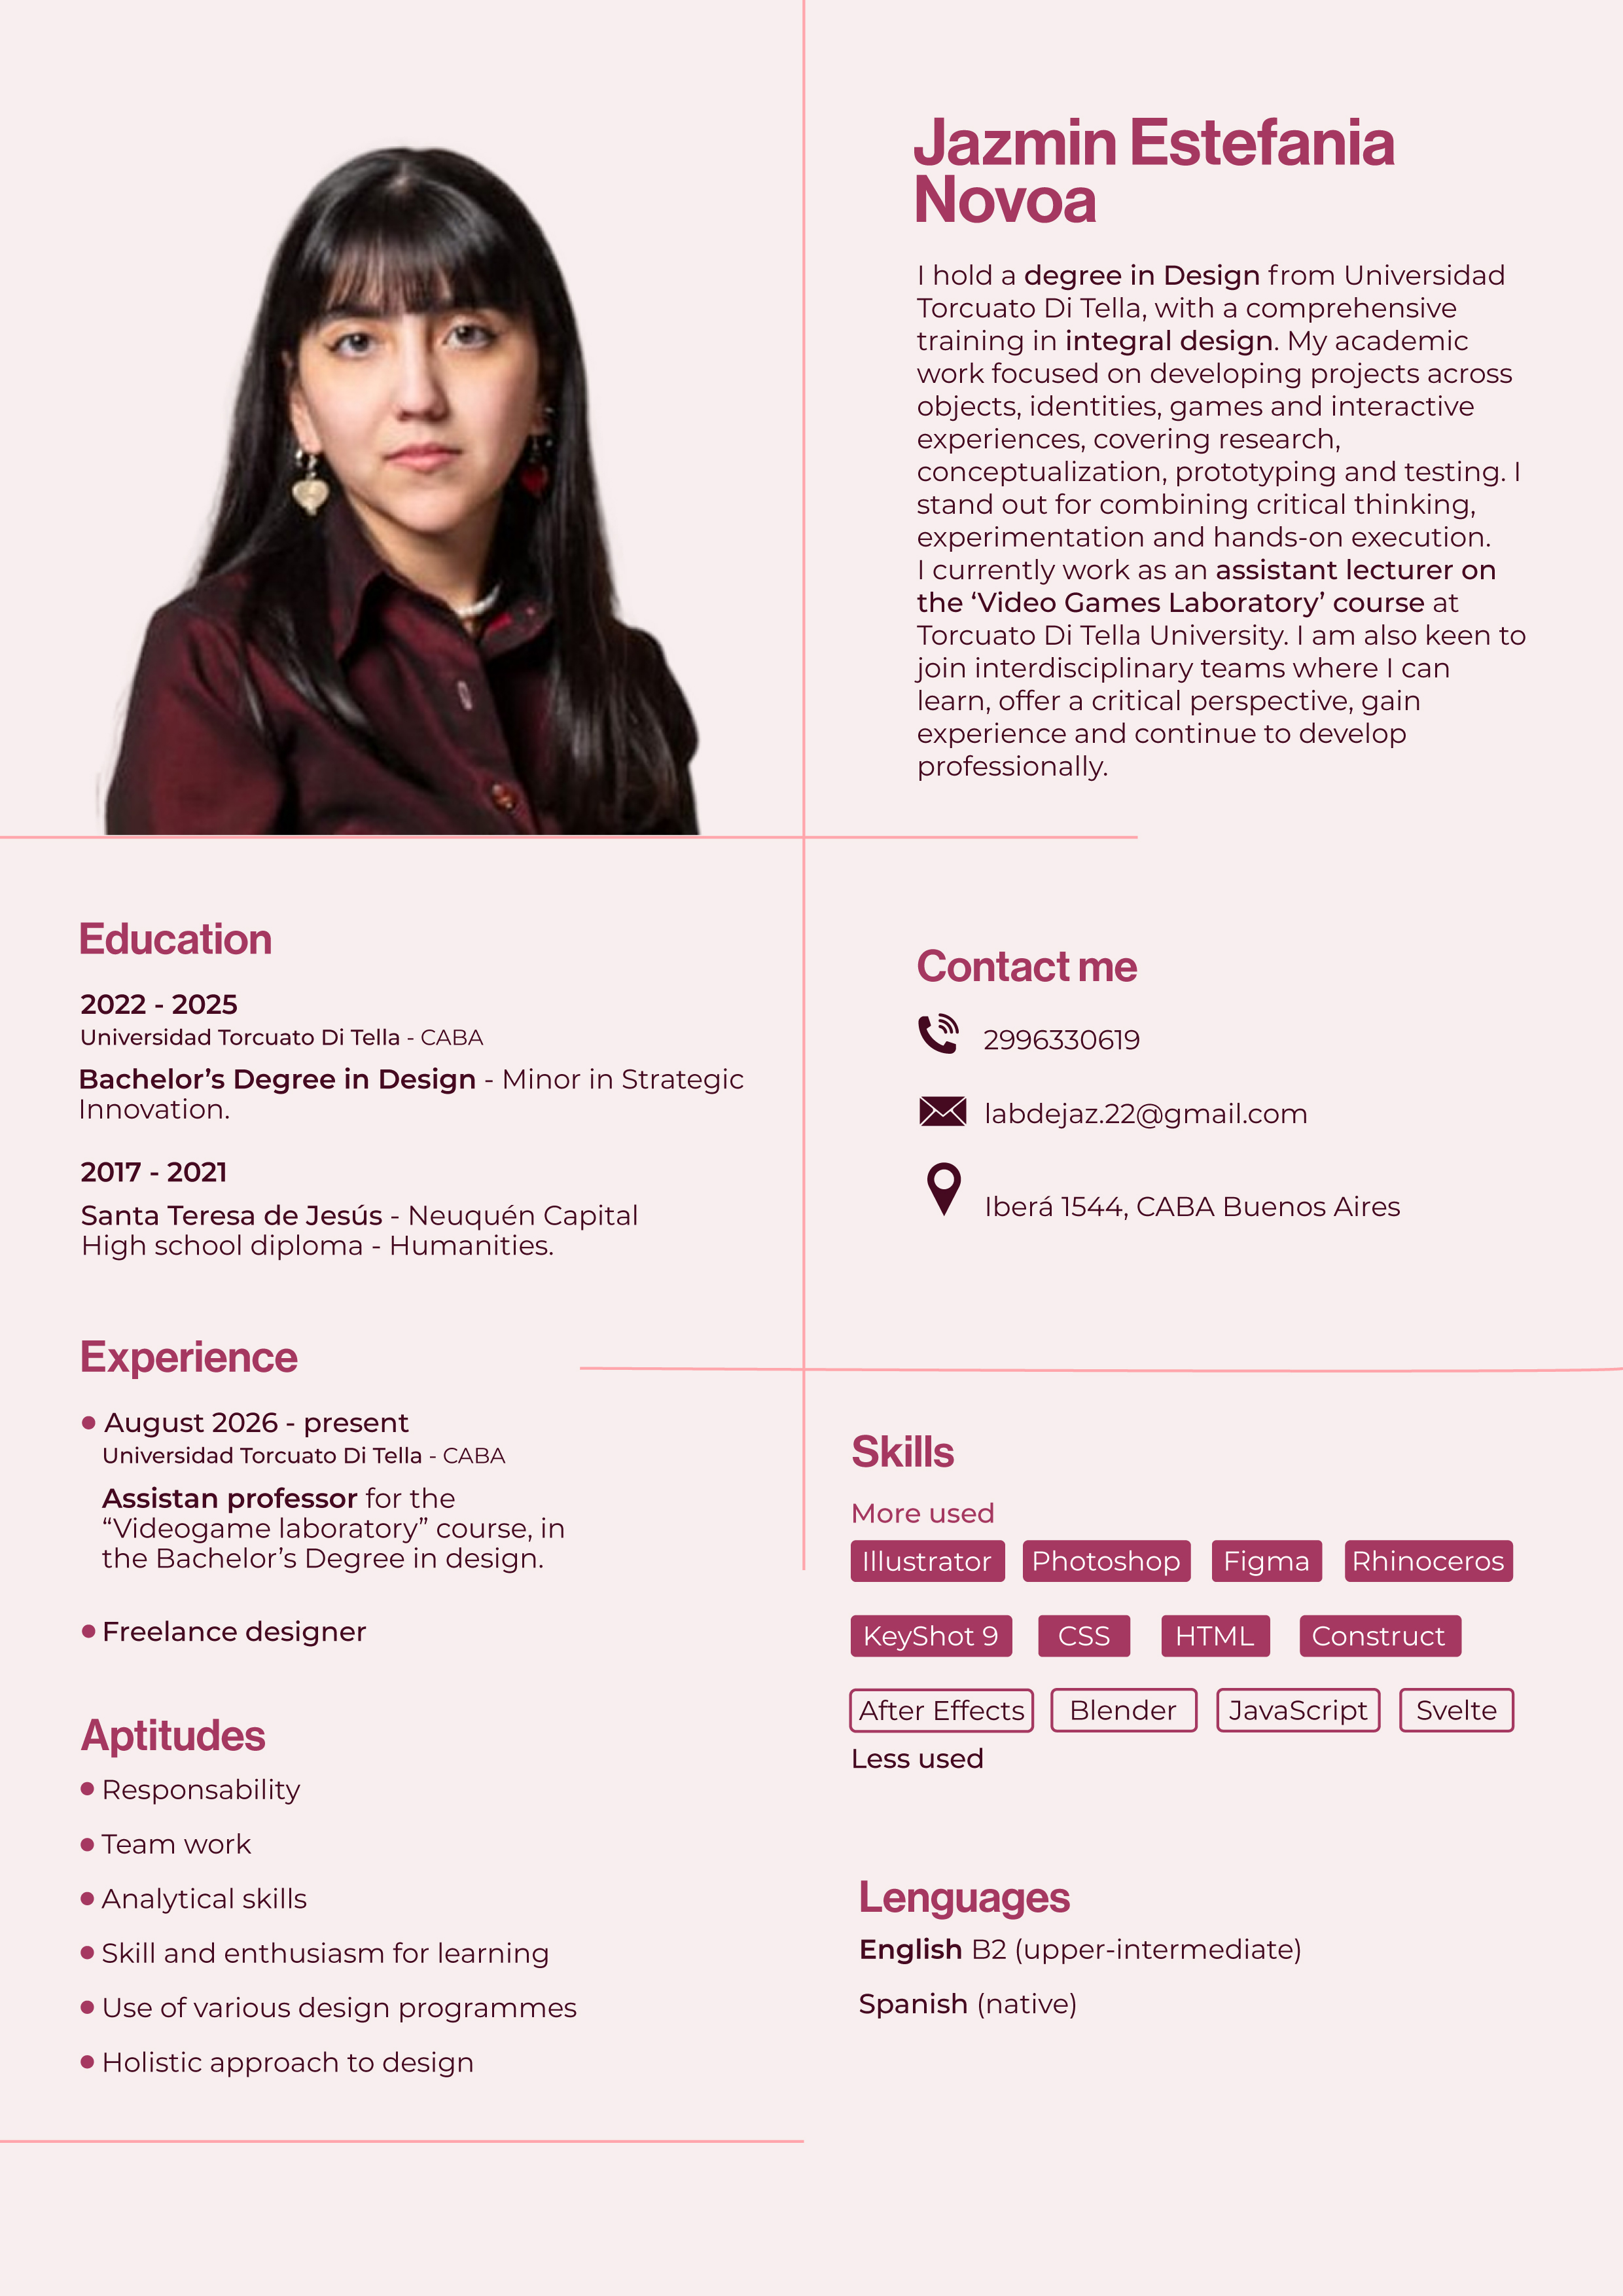 Jazmin Estefania
Novoa
I hold a degree in Design from Universidad
Torcuato Di Tella, with a comprehensive
training in integral design. My academic
work focused on developing projects across
objects, identities, games and interactive
experiences, covering research,
conceptualization, prototyping and testing. I
stand out for combining critical thinking,
experimentation and hands-on execution.
I currently work as an assistant lecturer on
the ‘Video Games Laboratory’ course at
Torcuato Di Tella University. I am also keen to
join interdisciplinary teams where I can
learn, offer a critical perspective, gain
experience and continue to develop
professionally.
Education
2022 - 2025
Universidad Torcuato Di Tella - CABA
Bachelor’s Degree in Design - Minor in Strategic
Innovation.
2017 - 2021
Santa Teresa de Jesús - Neuquén Capital
High school diploma - Humanities.
Contact me
2996330619
labdejaz.22@gmail.com
Iberá 1544, CABA Buenos Aires
Experience
August 2026 - present
Universidad Torcuato Di Tella - CABA
Assistan professor for the
“Videogame laboratory” course, in
the Bachelor’s Degree in design.
Freelance designer
Aptitudes
Responsability
Team work
Analytical skills
Skill and enthusiasm for learning
Use of various design programmes
Holistic approach to design
Skills
More used
Illustrator Photoshop Figma Rhinoceros
KeyShot 9 CSS HTML Construct
After Effects Blender JavaScript Svelte
Less used
Lenguages
English B2 (upper-intermediate)
Spanish (native)